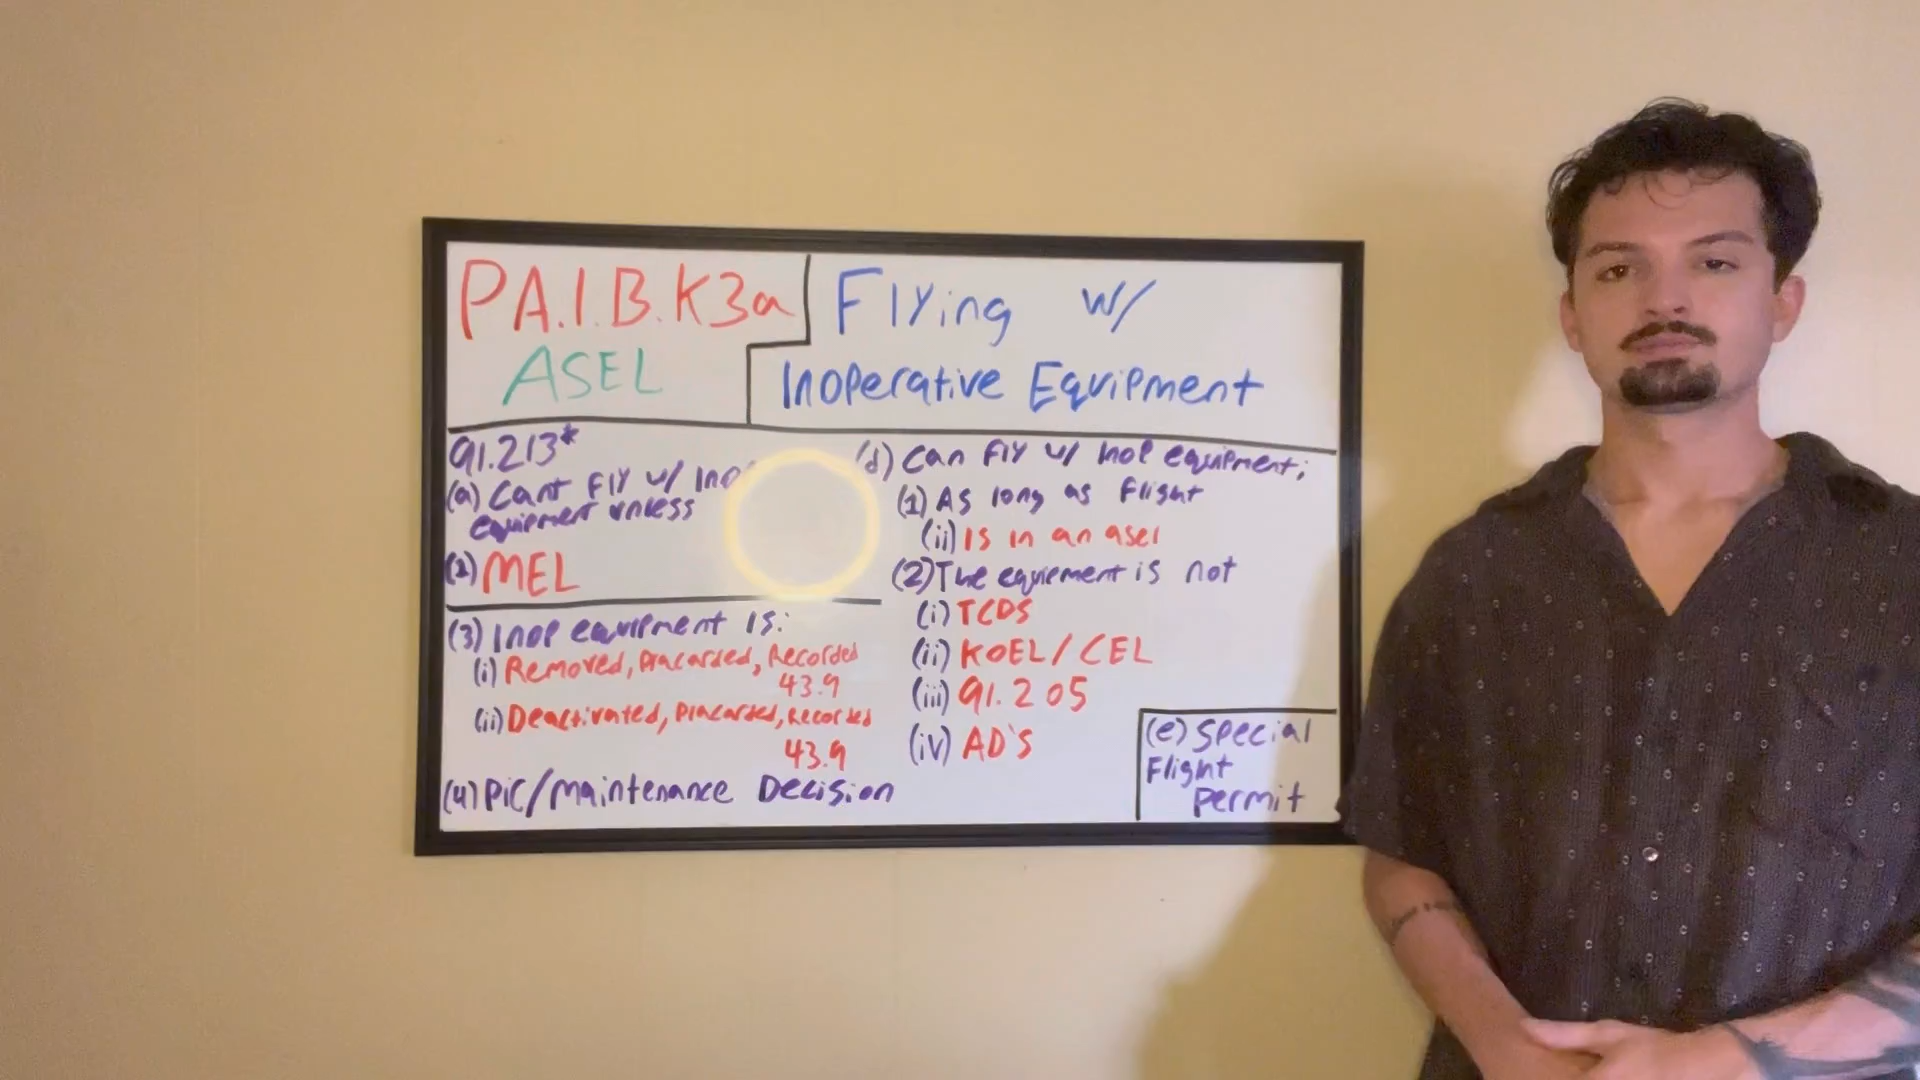 PA.I.B.K3a
ASEL
Flying w/
Inoperative Equipment
91.213*
(a) Cant Fly w/ Inop
equipment unless
(2) MEL
(3) Inop equipment is:
(i) Removed, Placarded, Recorded
43.9
(ii) Deactivated, Placarded, Recorded
43.9
(4) PIC/Maintenance Decision
(d) Can Fly w/ Inop equipment;
(1) As long as Flight
(ii) Is in an asel
(2) The equipment is not
(i) TCDS
(ii) KOEL/CEL
(iii) 91.205
(iv) AD's
(e) Special
Flight
Permit